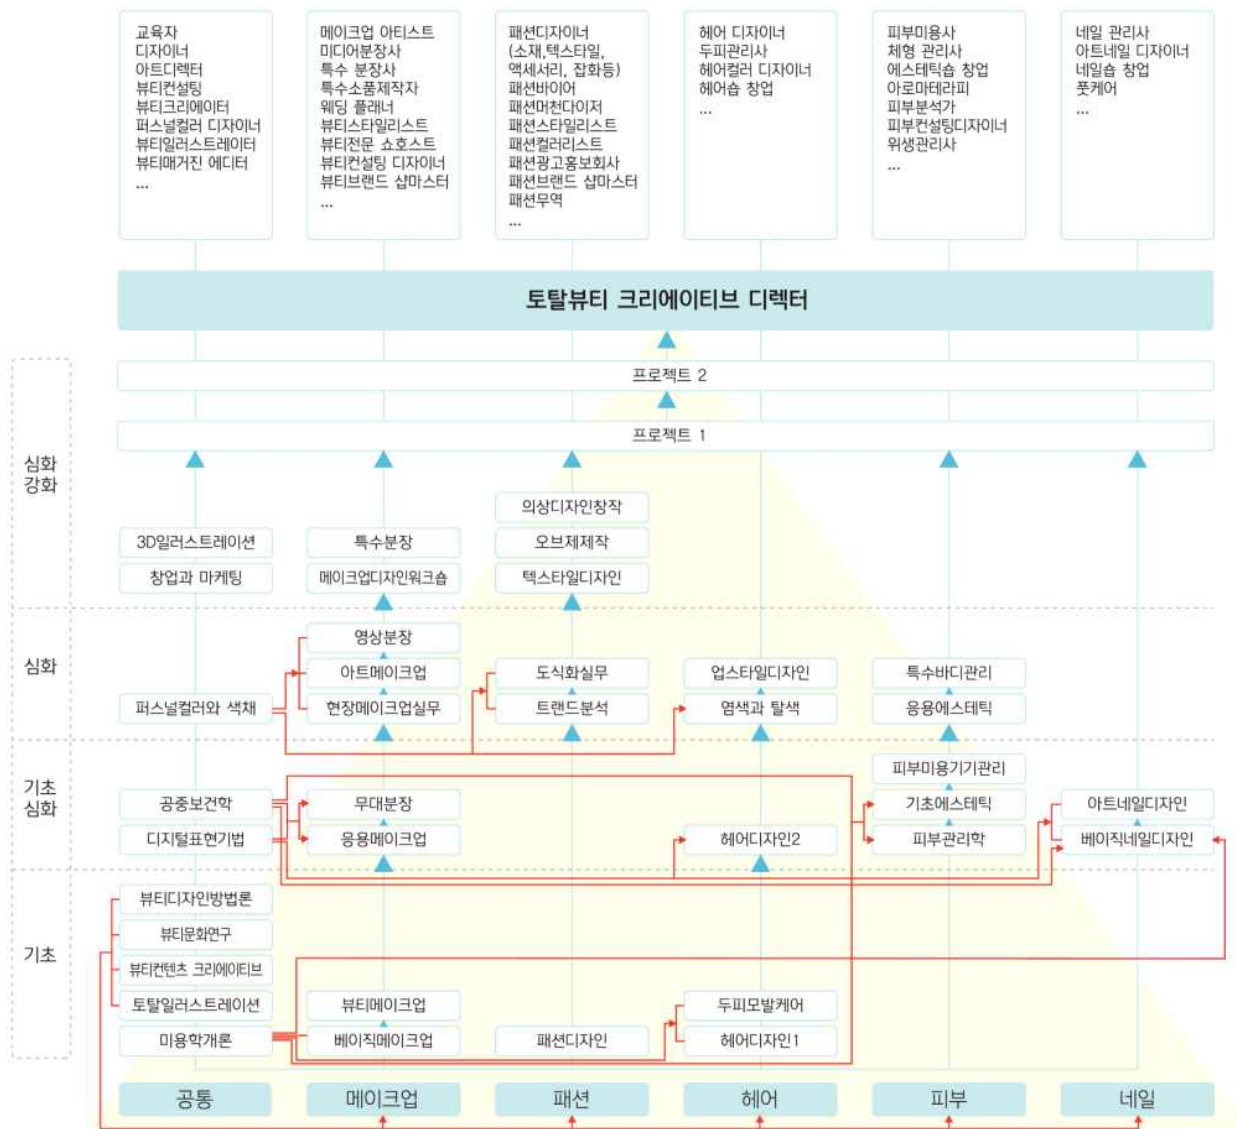 교육자
디자이너
아트디렉터
뷰티컨설팅
뷰티크리에이터
퍼스널컬러 디자이너
뷰티일러스트레이터
뷰티매거진 에디터
...
메이크업 아티스트
미디어분장사
특수 분장사
특수소품제작자
웨딩 플래너
뷰티스타일리스트
뷰티전문 쇼호스트
뷰티컨설팅 디자이너
뷰티브랜드 샵마스터
...
패션디자이너
(소재,텍스타일,
액세서리, 잡화등)
패션바이어
패션머천다이저
패션스타일리스트
패션컬러리스트
패션광고홍보회사
패션브랜드 샵마스터
패션무역
...
헤어 디자이너
두피관리사
헤어컬러 디자이너
헤어숍 창업
...
피부미용사
체형 관리사
에스테틱숍 창업
아로마테라피
피부분석가
피부컨설팅디자이너
위생관리사
...
네일 관리사
아트네일 디자이너
네일숍 창업
풋케어
...
토탈뷰티 크리에이티브 디렉터
프로젝트 2
프로젝트 1
심화
강화
의상디자인창작
3D일러스트레이션
특수분장
오브제제작
창업과 마케팅
메이크업디자인워크숍
텍스타일디자인
심화
영상분장
아트메이크업
도식화실무
업스타일디자인
특수바디관리
퍼스널컬러와 색채
현장메이크업실무
트랜드분석
염색과 탈색
응용에스테틱
기초
심화
피부미용기기관리
공중보건학
무대분장
기초에스테틱
아트네일디자인
디지털표현기법
응용메이크업
헤어디자인2
피부관리학
베이직네일디자인
기초
뷰티디자인방법론
뷰티문화연구
뷰티컨텐츠 크리에이티브
토탈일러스트레이션
뷰티메이크업
두피모발케어
미용학개론
베이직메이크업
패션디자인
헤어디자인1
공통
메이크업
패션
헤어
피부
네일